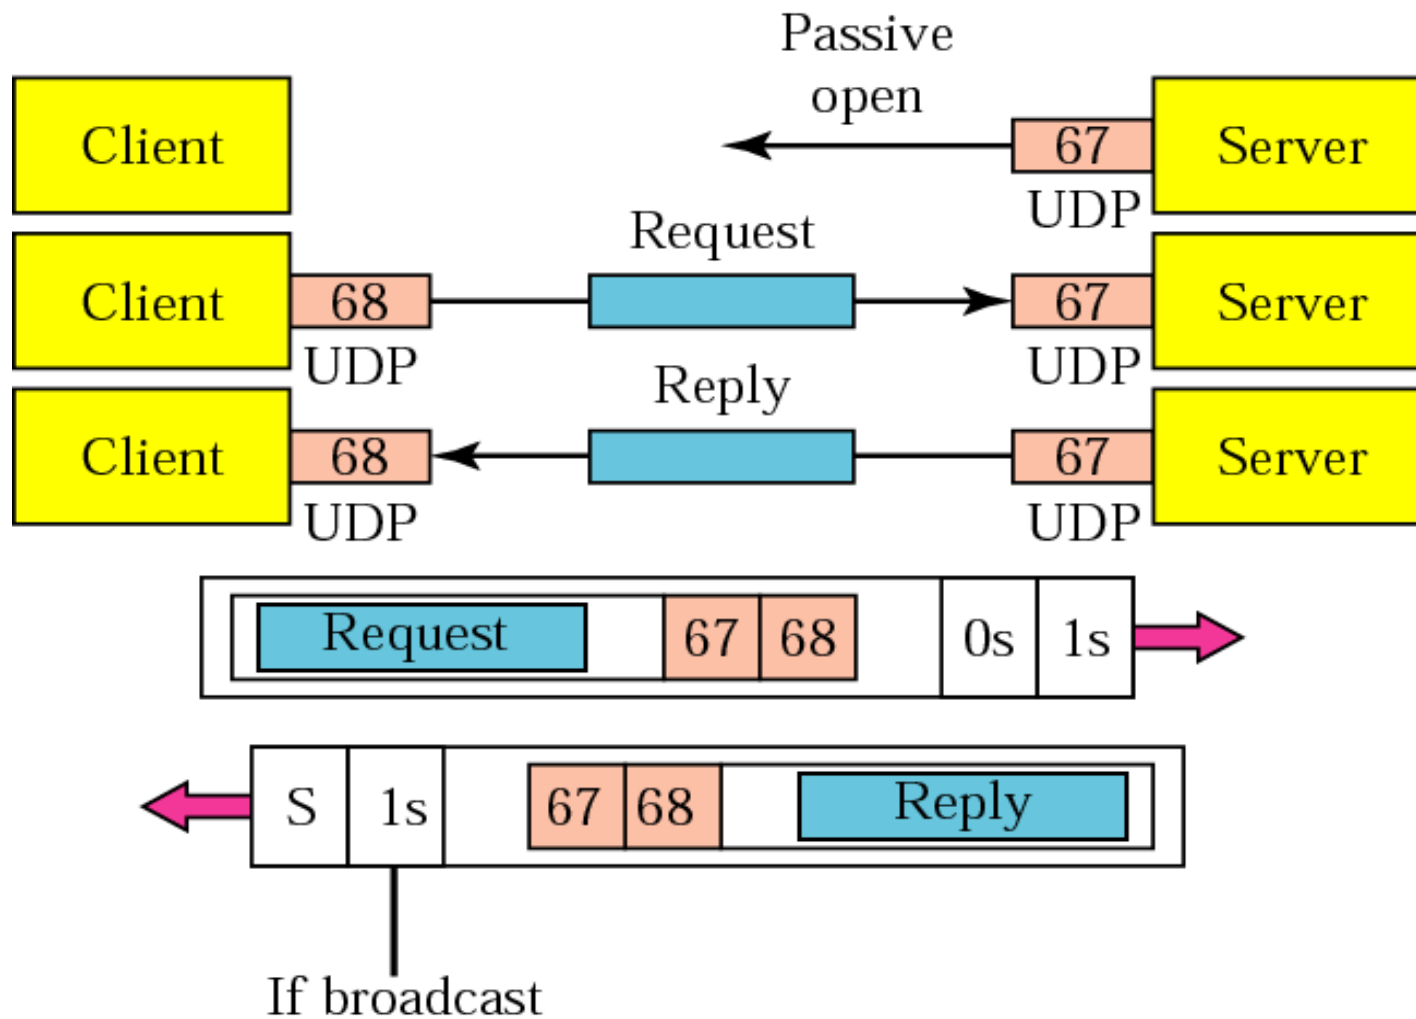 Passive
open
Client
67
Server
UDP
Request
Client
68
67
Server
UDP
UDP
Reply
Client
68
67
Server
UDP
UDP
Request 67 68 0s 1s
S 1s 67 68 Reply
If broadcast